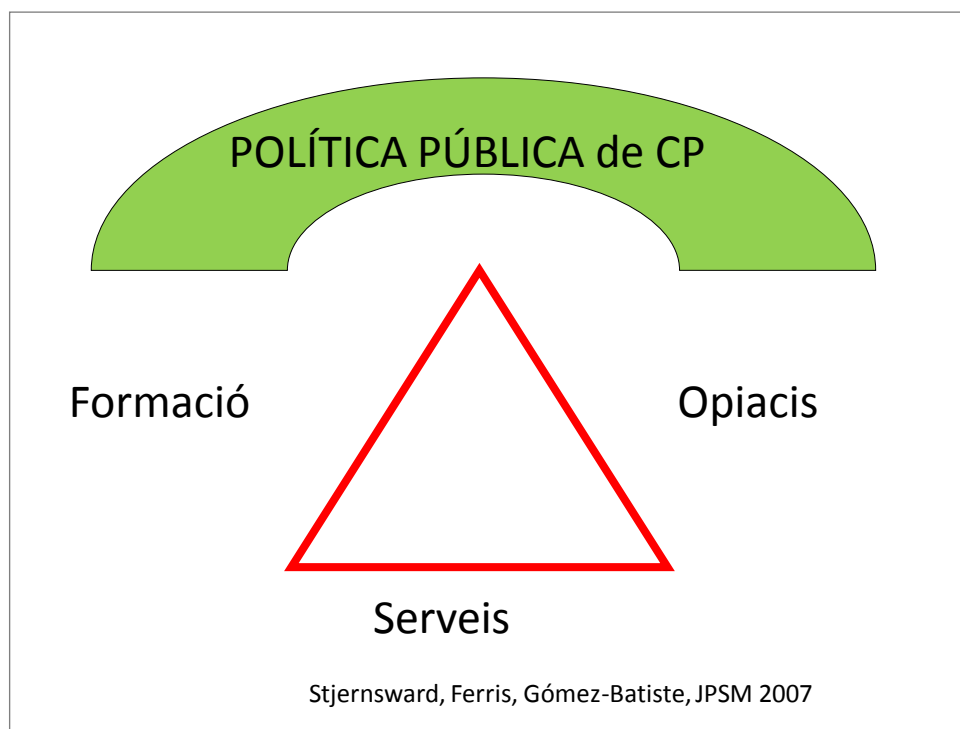 POLÍTICA PÚBLICA de CP
Formació
Opiacis
Serveis
Stjernsward, Ferris, Gómez-Batiste, JPSM 2007